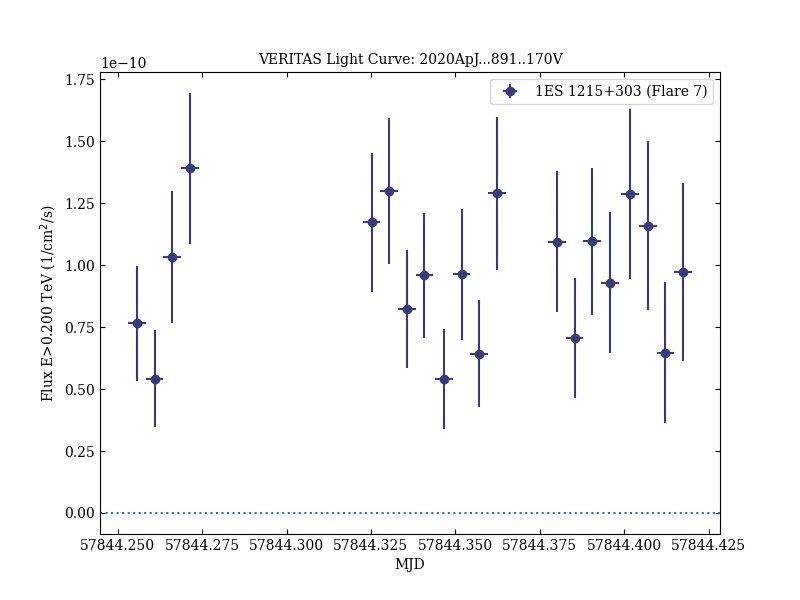 VERITAS Light Curve: 2020ApJ...891..170V
1e−10
1ES 1215+303 (Flare 7)
1.75
1.50
1.25
1.00
0.75
0.50
0.25
0.00
Flux E>0.200 TeV (1/cm²/s)
57844.250 57844.275 57844.300 57844.325 57844.350 57844.375 57844.400 57844.425
MJD